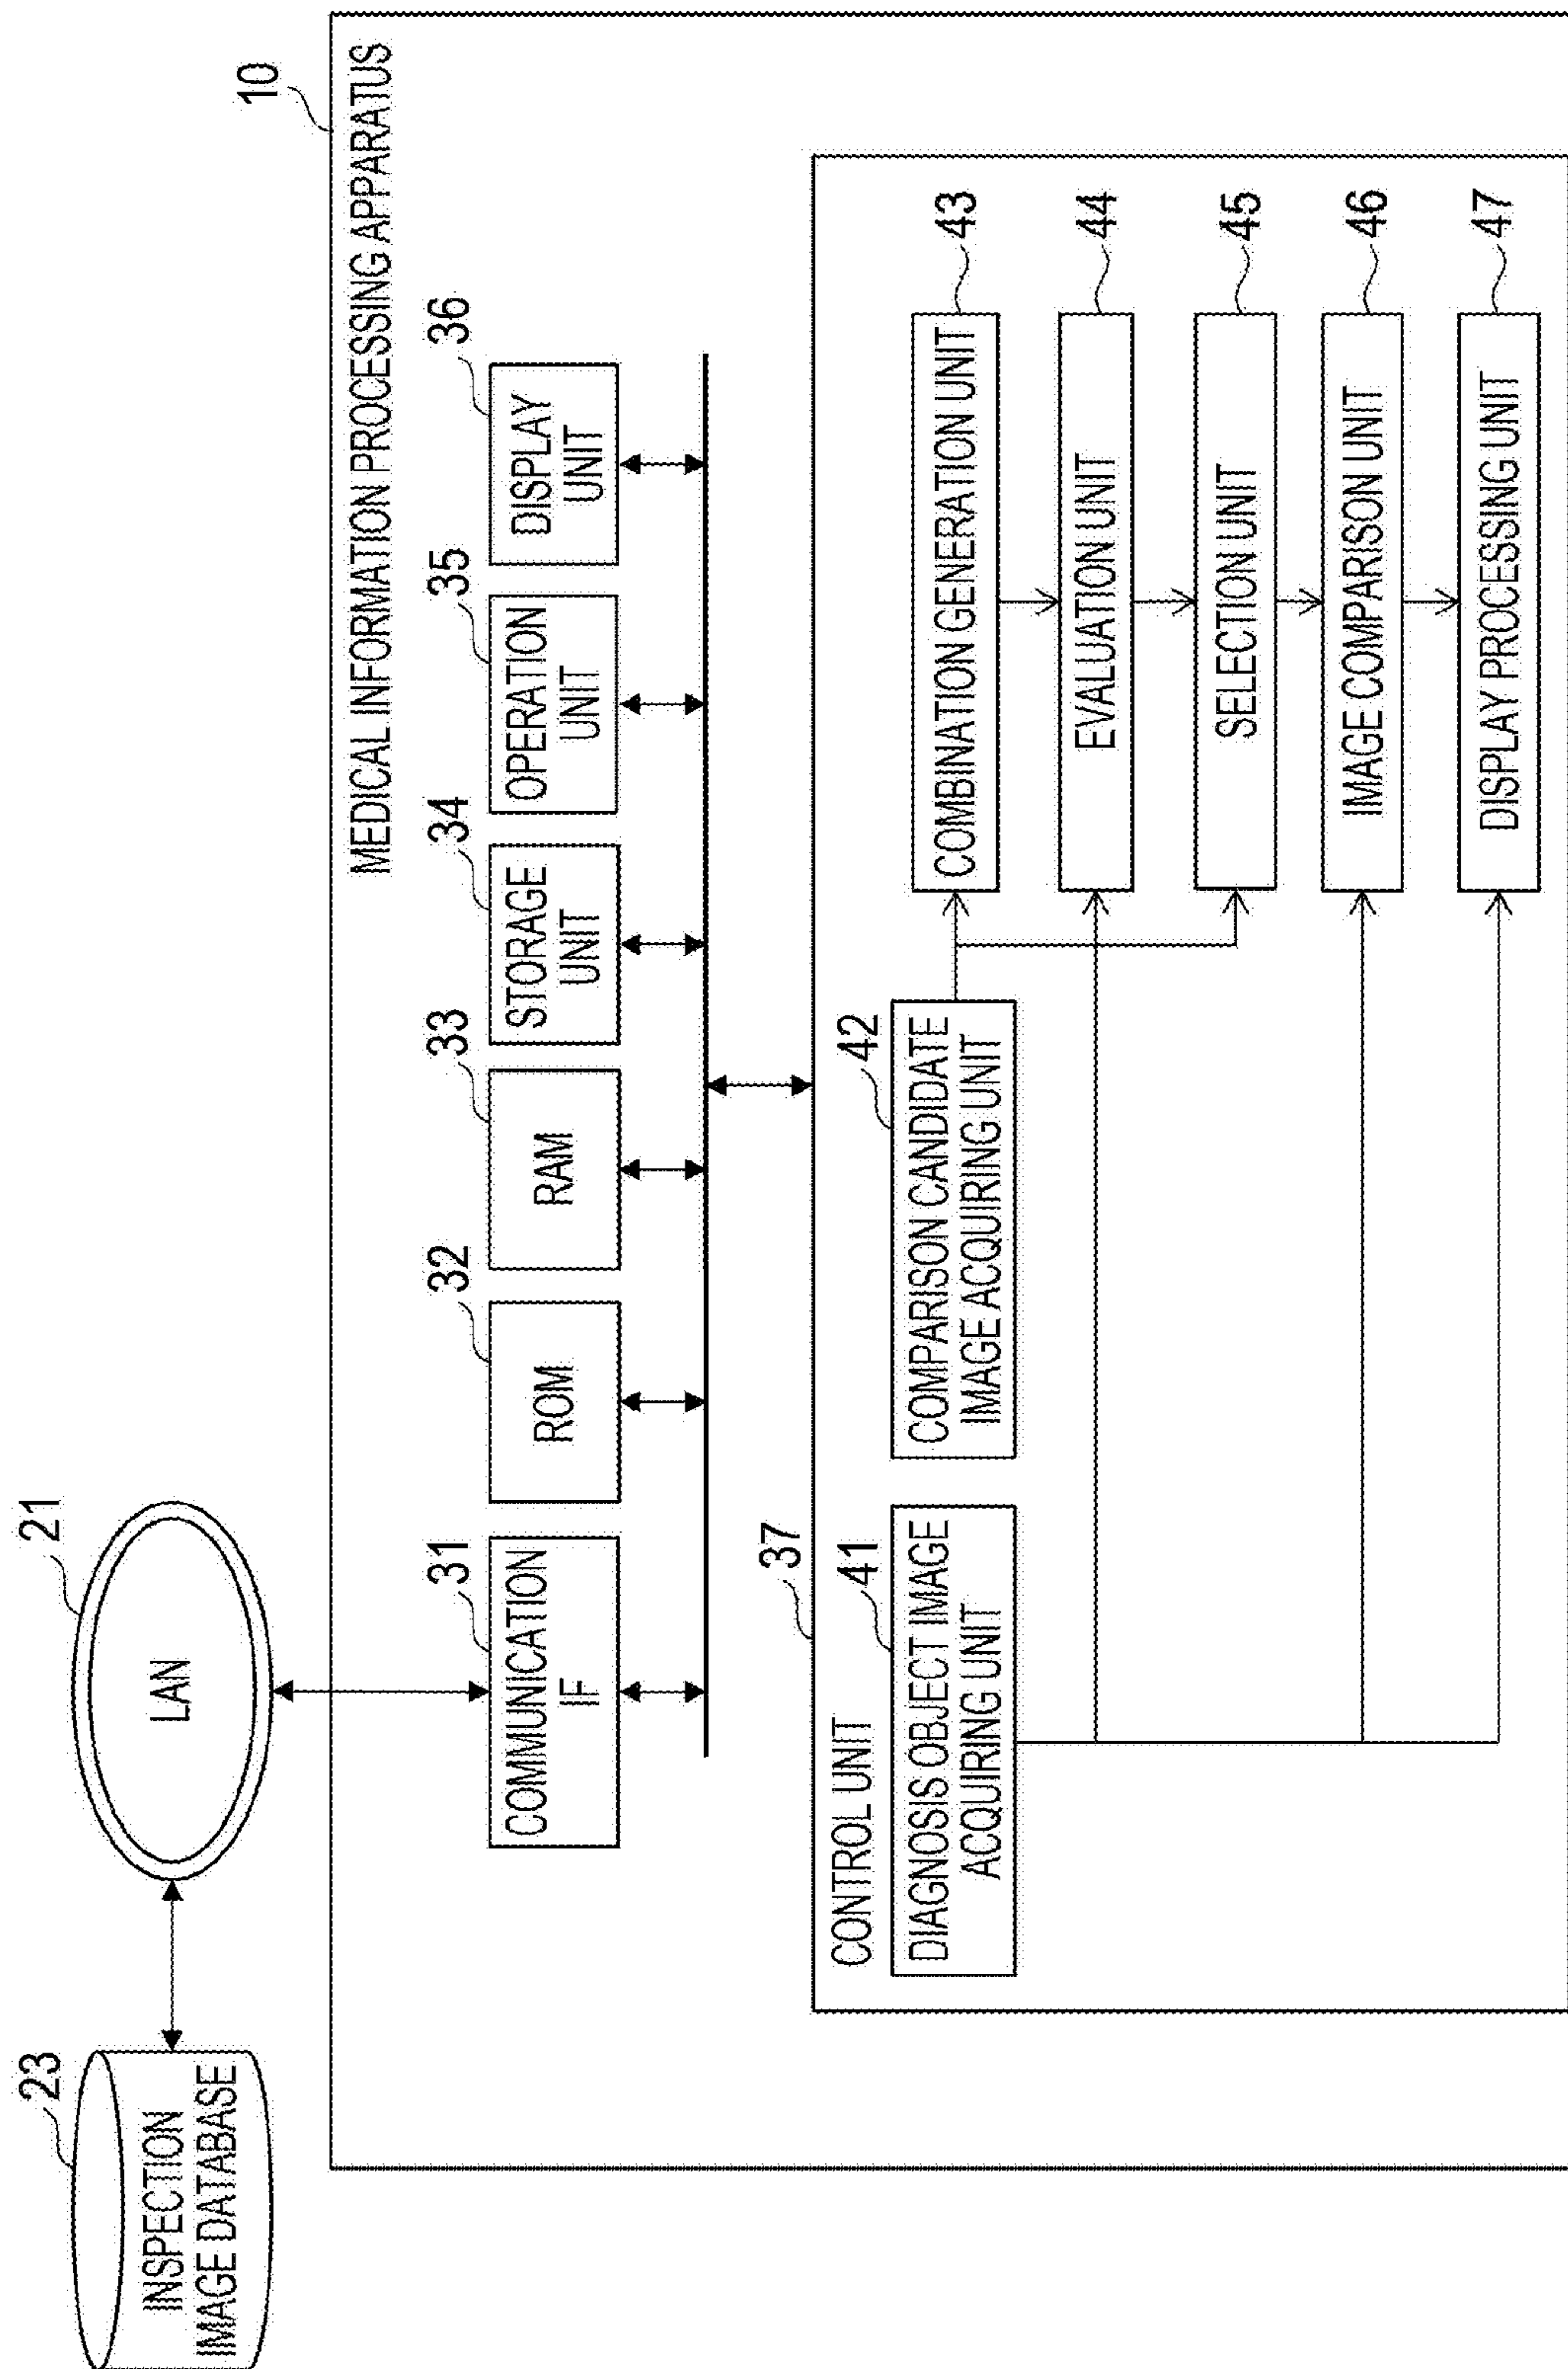 23
INSPECTION
IMAGE DATABASE
21
LAN
10
MEDICAL INFORMATION PROCESSING APPARATUS
31
COMMUNICATION
IF
32
ROM
33
RAM
34
STORAGE
UNIT
35
OPERATION
UNIT
36
DISPLAY
UNIT
37
CONTROL UNIT
41
DIAGNOSIS OBJECT IMAGE
ACQUIRING UNIT
42
COMPARISON CANDIDATE
IMAGE ACQUIRING UNIT
COMBINATION GENERATION UNIT
43
EVALUATION UNIT
44
SELECTION UNIT
45
IMAGE COMPARISON UNIT
46
DISPLAY PROCESSING UNIT
47